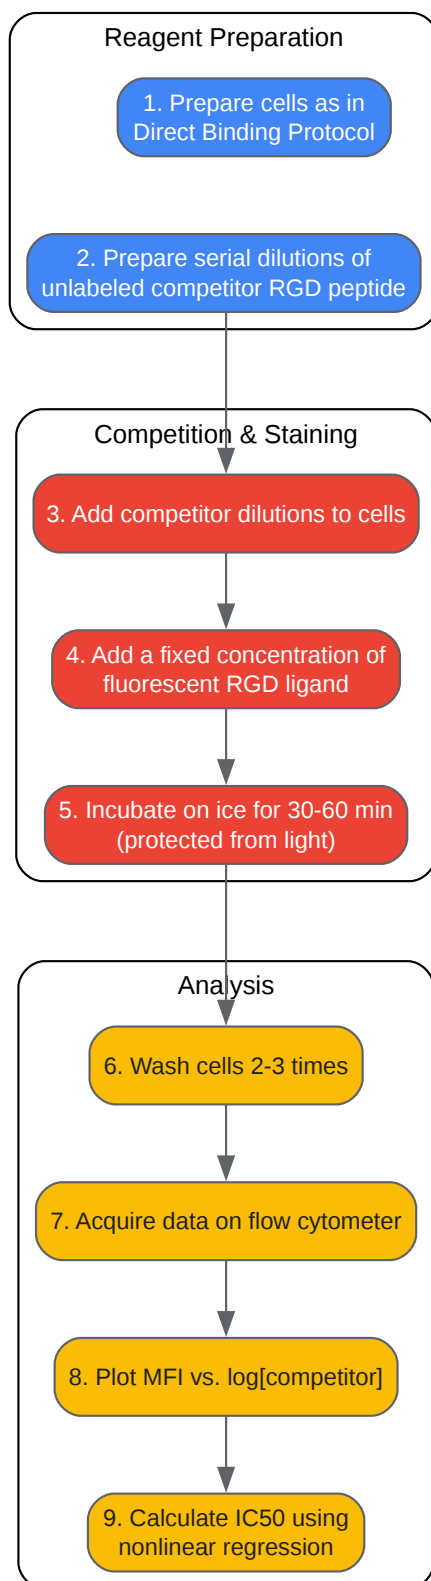 Reagent Preparation
1. Prepare cells as in
Direct Binding Protocol
2. Prepare serial dilutions of
unlabeled competitor RGD peptide
Competition & Staining
3. Add competitor dilutions to cells
4. Add a fixed concentration of
fluorescent RGD ligand
5. Incubate on ice for 30-60 min
(protected from light)
Analysis
6. Wash cells 2-3 times
7. Acquire data on flow cytometer
8. Plot MFI vs. log[competitor]
9. Calculate IC50 using
nonlinear regression